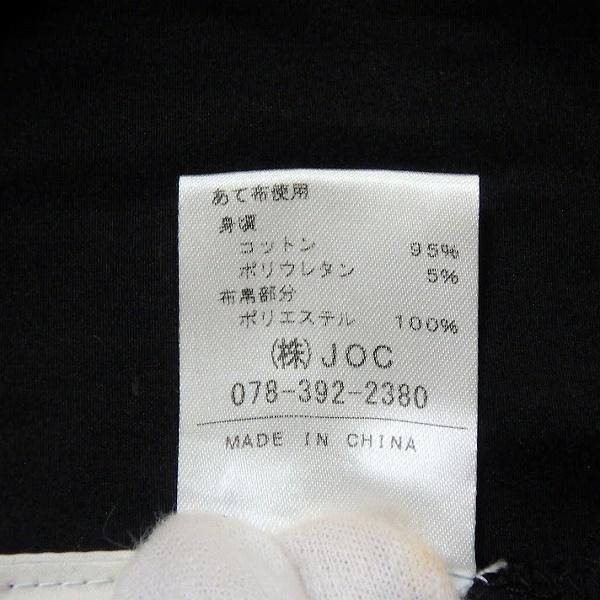 あて布使用
身頃
コットン 95%
ポリウレタン 5%
布帛部分
ポリエステル 100%
(株)JOC
078-392-2380
MADE IN CHINA